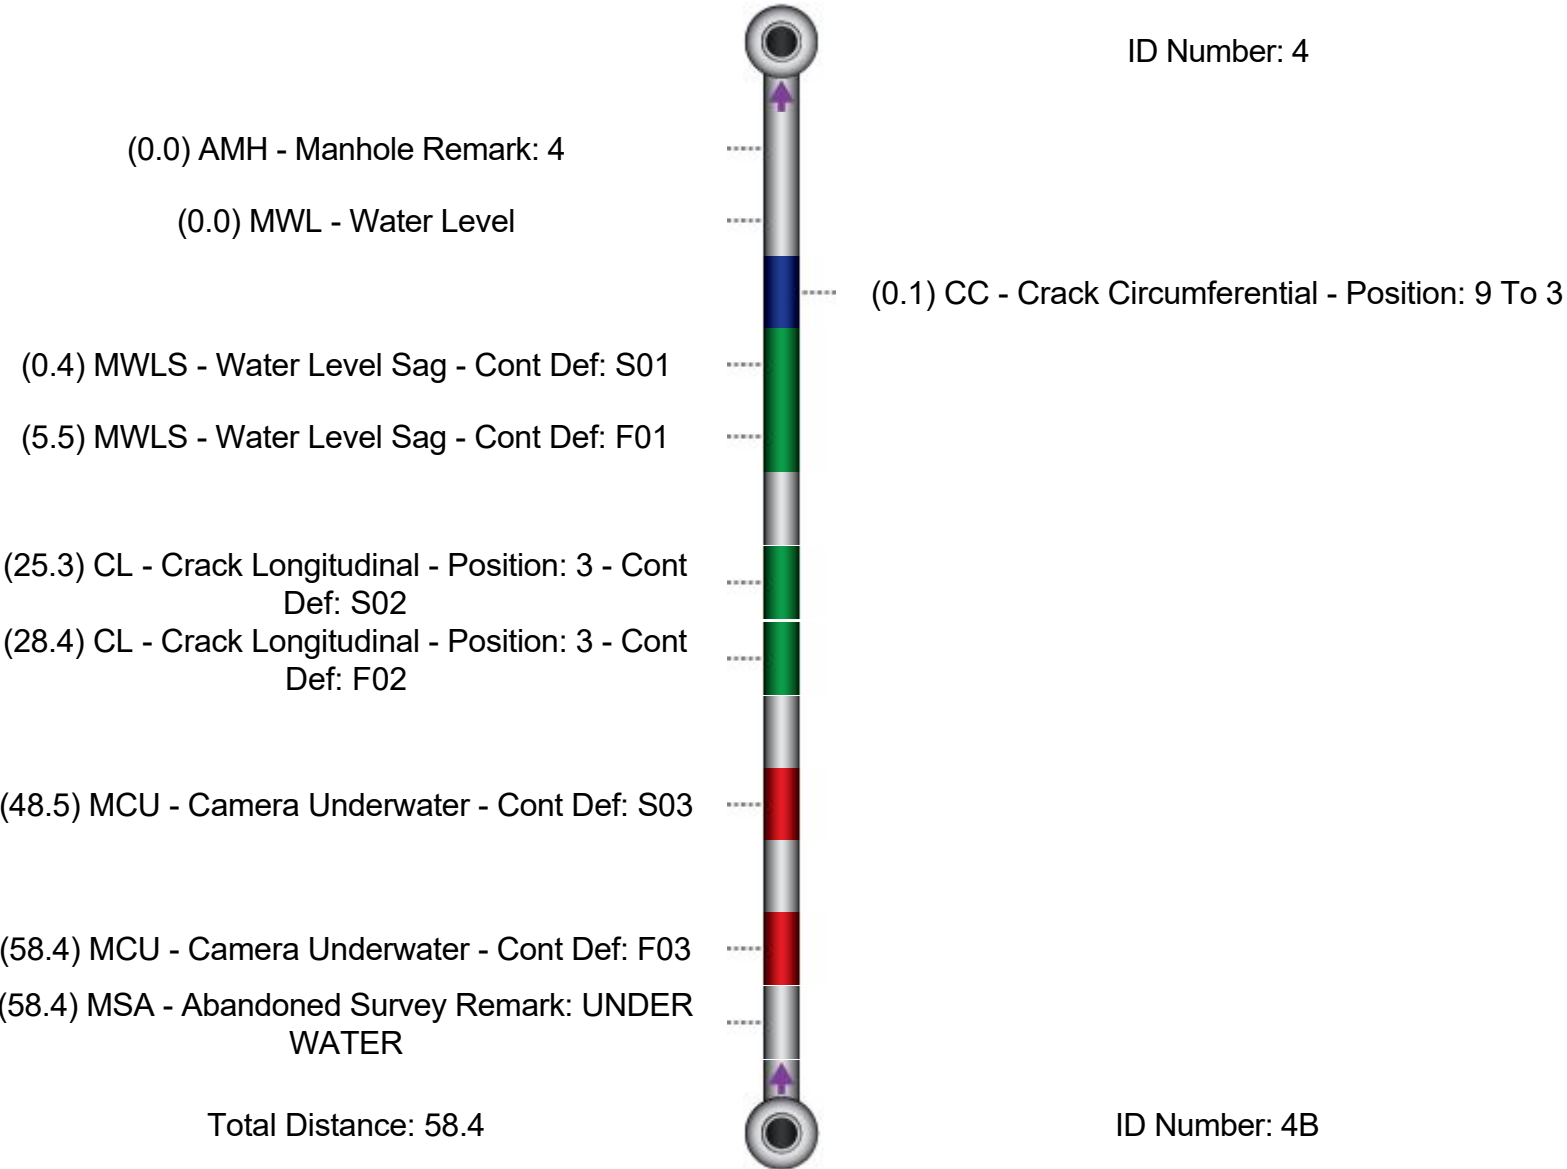 ID Number: 4
(0.0) AMH - Manhole Remark: 4
(0.0) MWL - Water Level
(0.1) CC - Crack Circumferential - Position: 9 To 3
(0.4) MWLS - Water Level Sag - Cont Def: S01
(5.5) MWLS - Water Level Sag - Cont Def: F01
(25.3) CL - Crack Longitudinal - Position: 3 - Cont
Def: S02
(28.4) CL - Crack Longitudinal - Position: 3 - Cont
Def: F02
(48.5) MCU - Camera Underwater - Cont Def: S03
(58.4) MCU - Camera Underwater - Cont Def: F03
(58.4) MSA - Abandoned Survey Remark: UNDER
WATER
Total Distance: 58.4
ID Number: 4B